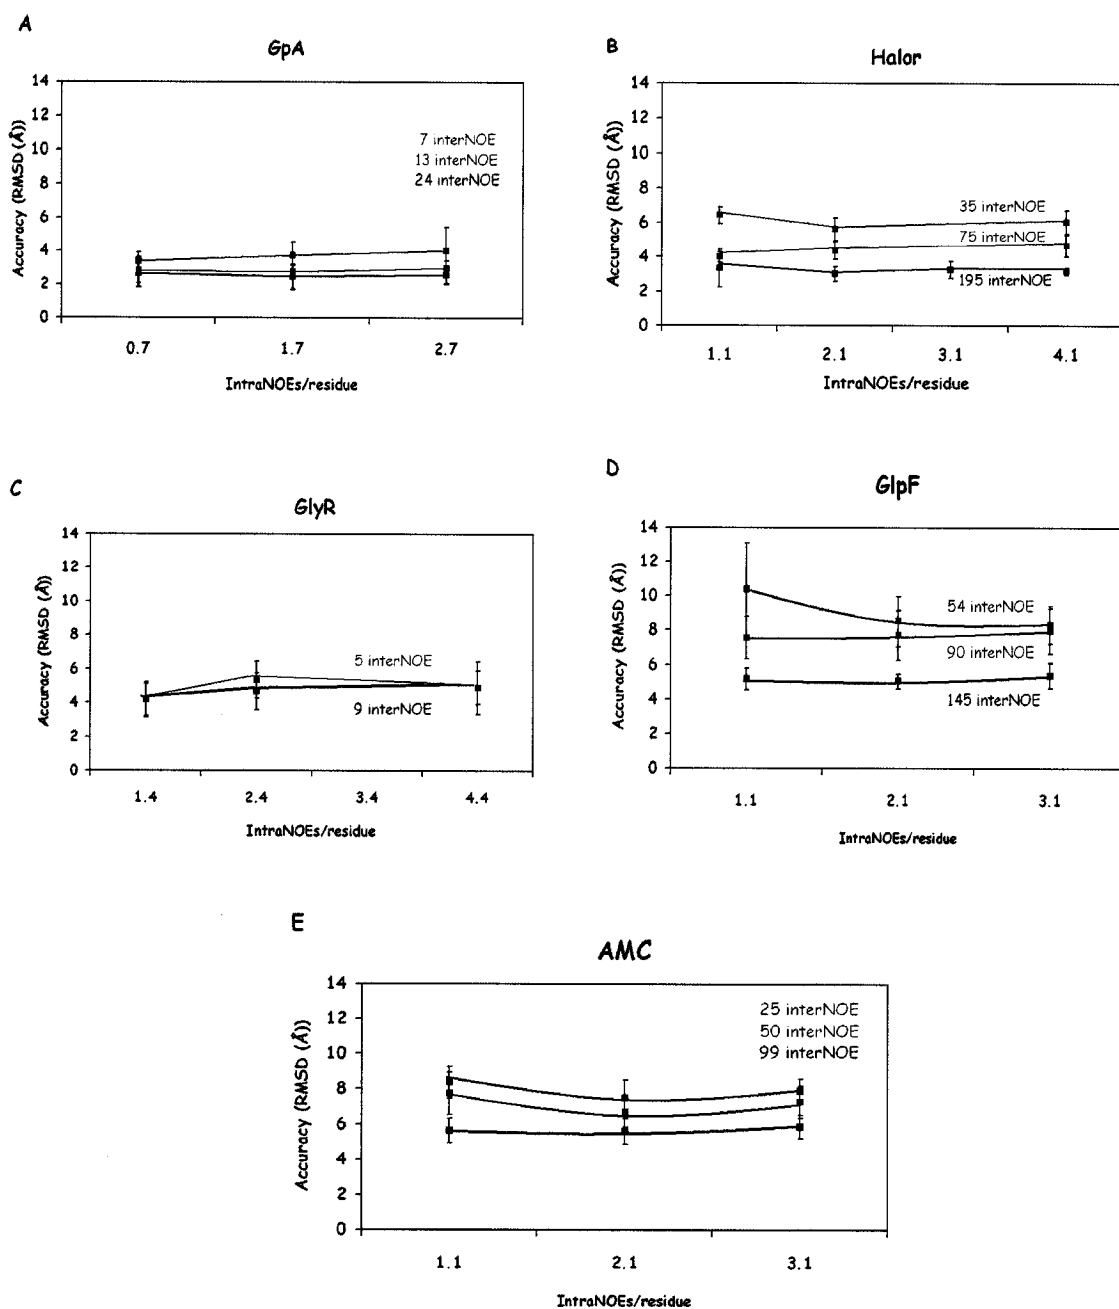 A
GpA
Accuracy (RMSD (Å))
14
12
10
8
6
4
2
0
7 interNOE
13 interNOE
24 interNOE
0.7 1.7 2.7
IntraNOEs/residue
B
Halor
Accuracy (RMSD (Å))
14
12
10
8
6
4
2
0
35 interNOE
75 interNOE
195 interNOE
1.1 2.1 3.1 4.1
IntraNOEs/residue
C
GlyR
Accuracy (RMSD (Å))
14
12
10
8
6
4
2
0
5 interNOE
9 interNOE
1.4 2.4 3.4 4.4
IntraNOEs/residue
D
GlpF
Accuracy (RMSD (Å))
14
12
10
8
6
4
2
0
54 interNOE
90 interNOE
145 interNOE
1.1 2.1 3.1
IntraNOEs/residue
E
AMC
Accuracy (RMSD (Å))
14
12
10
8
6
4
2
0
25 interNOE
50 interNOE
99 interNOE
1.1 2.1 3.1
IntraNOEs/residue